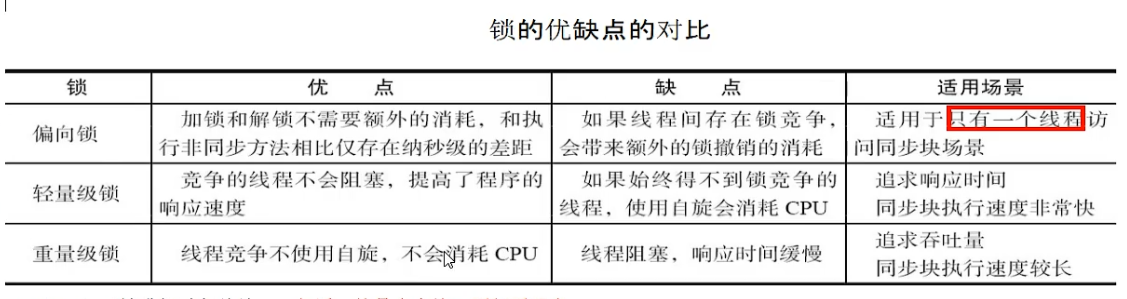 锁的优缺点的对比
锁 优 点 缺 点 适用场景
偏向锁
加锁和解锁不需要额外的消耗，和执
行非同步方法相比仅存在纳秒级的差距
如果线程间存在锁竞争，
会带来额外的锁撤销的消耗
适用于只有一个线程访
问同步块场景
轻量级锁
竞争的线程不会阻塞，提高了程序的
响应速度
如果始终得不到锁竞争的
线程，使用自旋会消耗 CPU
追求响应时间
同步块执行速度非常快
重量级锁
线程竞争不使用自旋，不会消耗 CPU
线程阻塞，响应时间缓慢
追求吞吐量
同步块执行速度较长